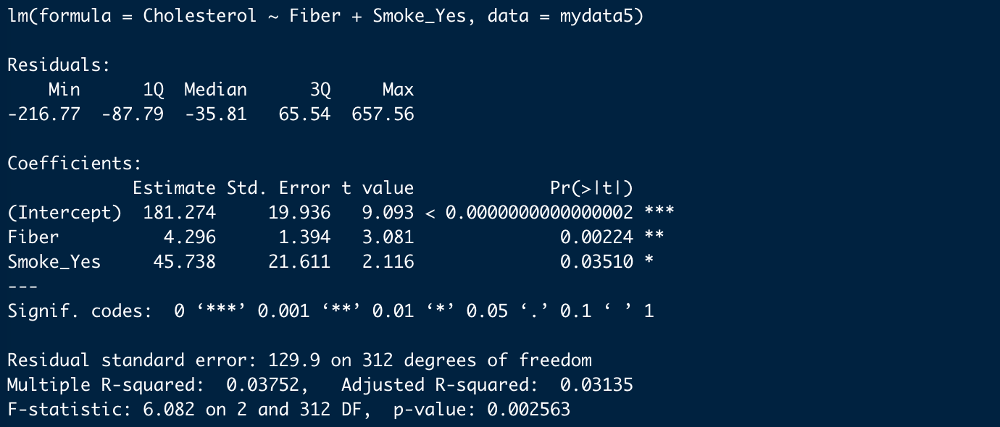 lm(formula = Cholesterol ~ Fiber + Smoke_Yes, data = mydata5)
Residuals:
    Min      1Q  Median      3Q     Max
-216.77  -87.79  -35.81   65.54  657.56
Coefficients:
            Estimate Std. Error t value             Pr(>|t|)
(Intercept)  181.274     19.936   9.093 < 0.0000000000000002 ***
Fiber          4.296      1.394   3.081              0.00224 **
Smoke_Yes     45.738     21.611   2.116              0.03510 *
---
Signif. codes:  0 ‘***’ 0.001 ‘**’ 0.01 ‘*’ 0.05 ‘.’ 0.1 ‘ ’ 1
Residual standard error: 129.9 on 312 degrees of freedom
Multiple R-squared:  0.03752,   Adjusted R-squared:  0.03135
F-statistic: 6.082 on 2 and 312 DF,  p-value: 0.002563